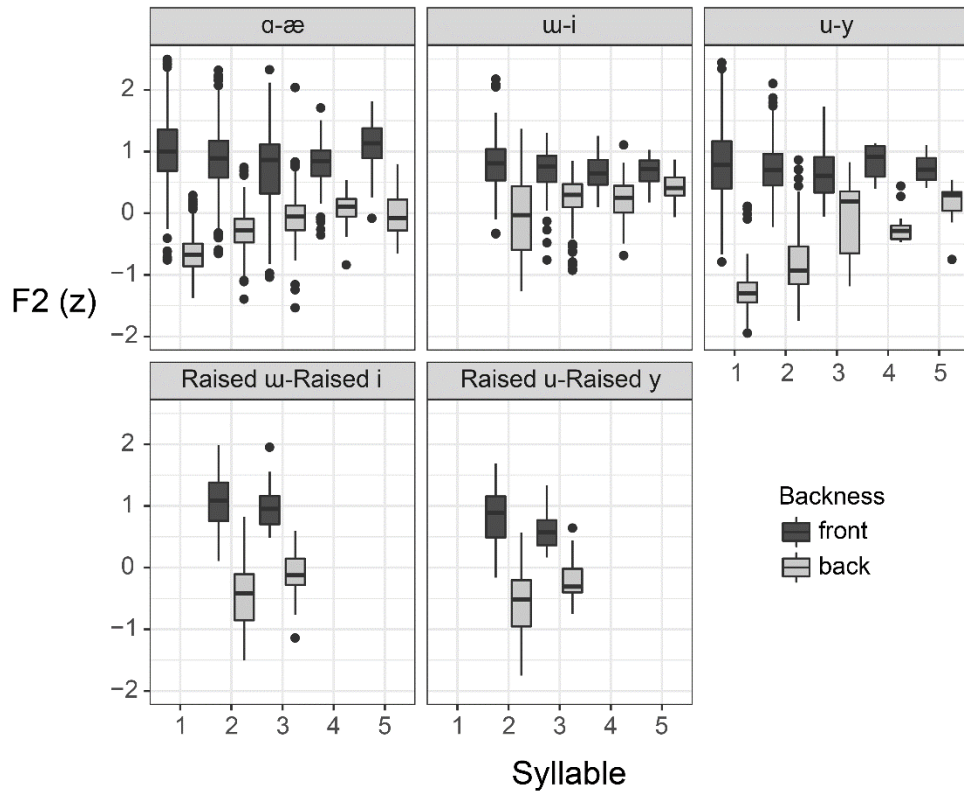 ɑ-æ
ɯ-i
u-y
2
1
0
−1
−2
1 2 3 4 5
F2 (z)
Raised ɯ-Raised i
Raised u-Raised y
2
1
0
−1
−2
1 2 3 4 5
1 2 3 4 5
Backness
front
back
Syllable